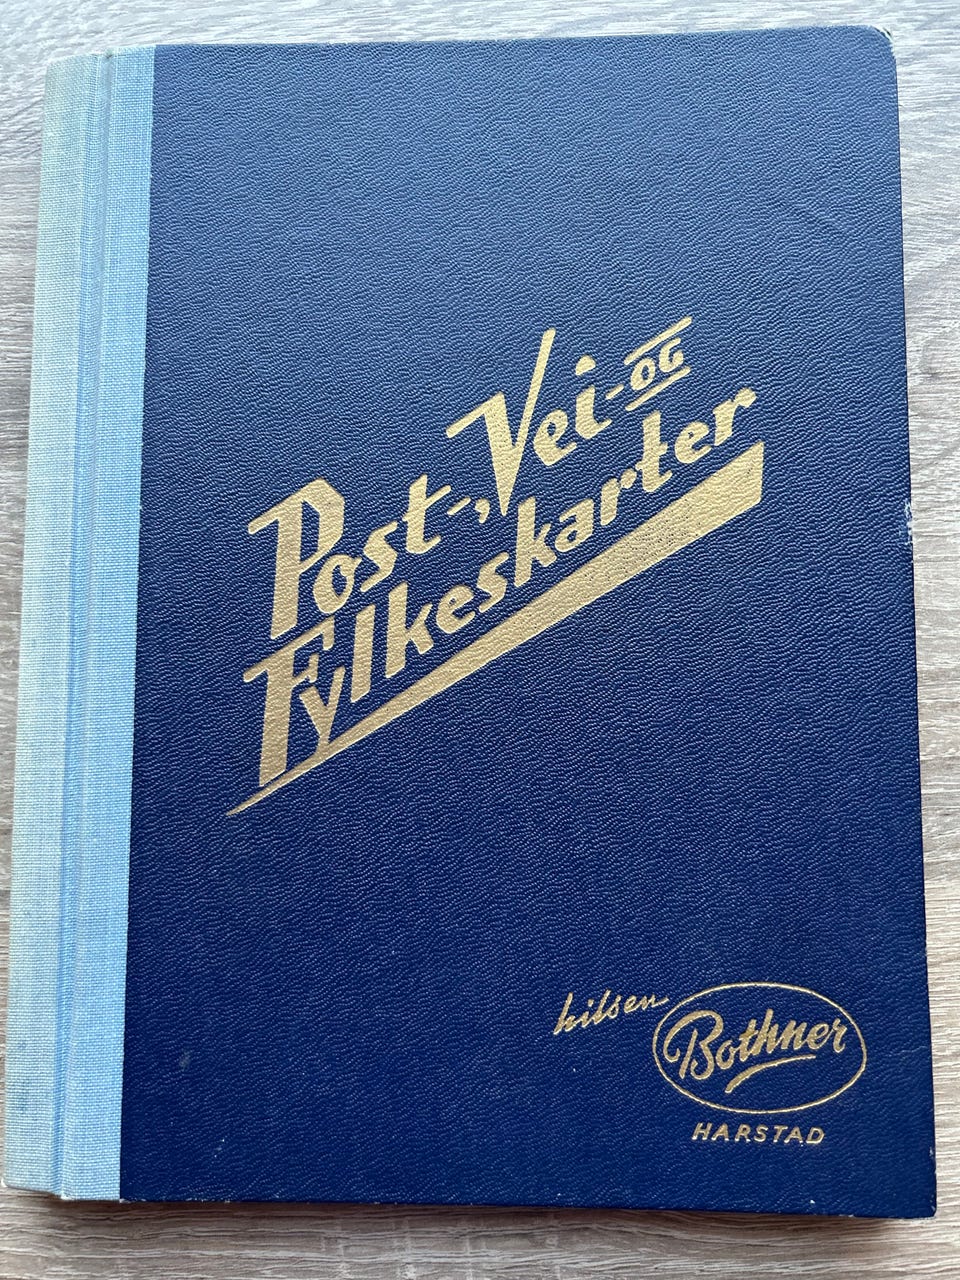 Post-, Vei- OG
Fylkeskarter
hilsen
Bothner
HARSTAD